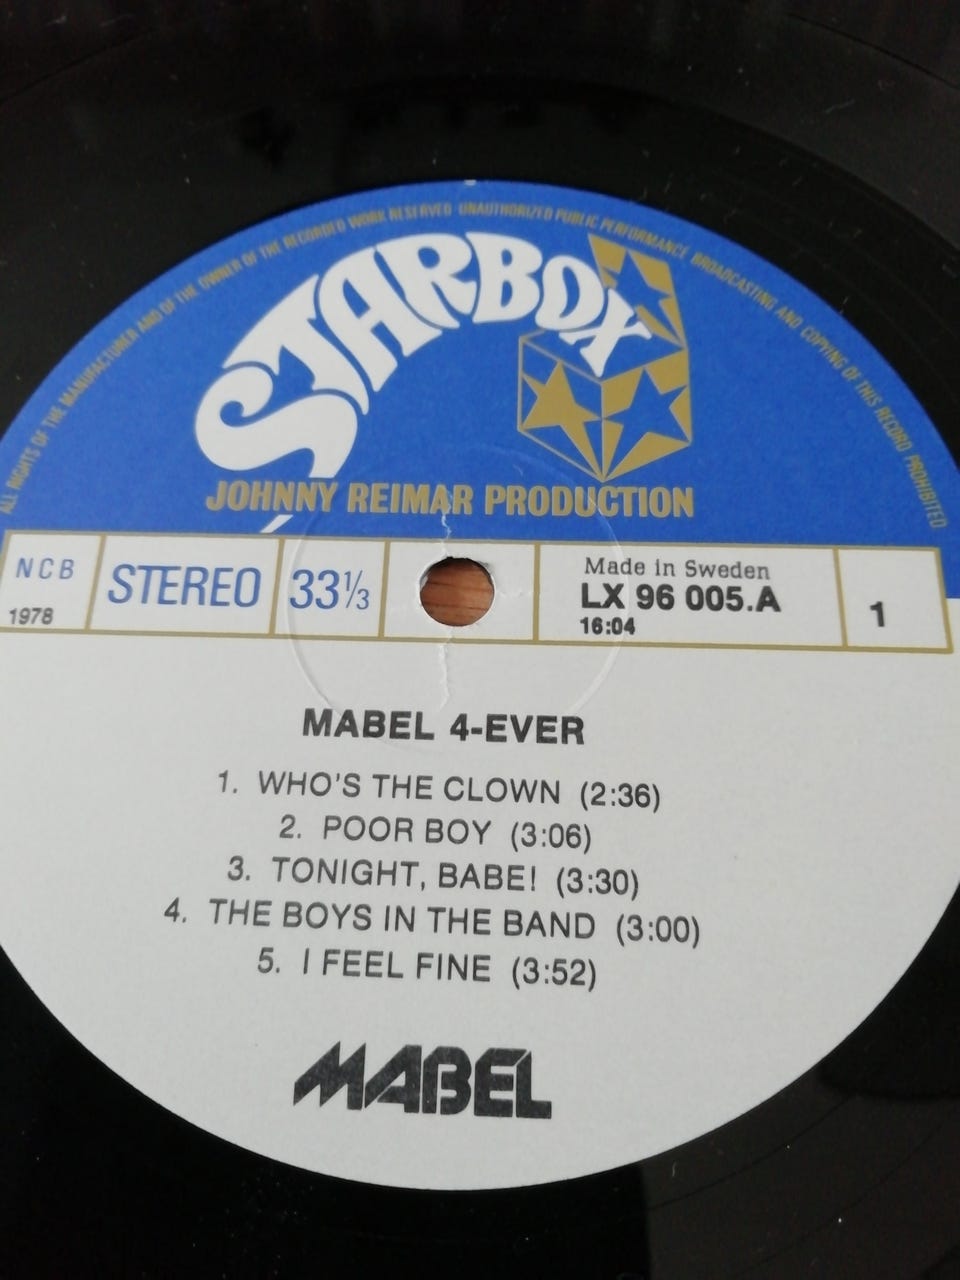 ALL RIGHTS OF THE MANUFACTURER AND OF THE OWNER OF THE RECORDED WORK RESERVED UNAUTHORIZED PUBLIC PERFORMANCE BROADCASTING AND COPYING OF THIS RECORD PROHIBITED
STARBOX
JOHNNY REIMAR PRODUCTION
NCB
1978
STEREO
33⅓
Made in Sweden
LX 96 005.A
16:04
1
MABEL 4-EVER
1. WHO'S THE CLOWN (2:36)
2. POOR BOY (3:06)
3. TONIGHT, BABE! (3:30)
4. THE BOYS IN THE BAND (3:00)
5. I FEEL FINE (3:52)
MABEL